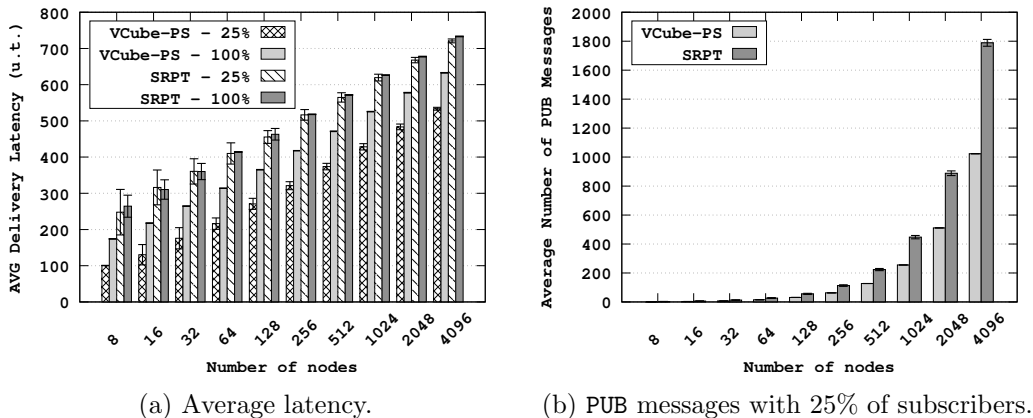 AVG Delivery Latency (u.t.)
800
700
600
500
400
300
200
100
0
VCube-PS - 25%
VCube-PS - 100%
SRPT - 25%
SRPT - 100%
8 16 32 64 128 256 512 1024 2048 4096
Number of nodes
(a) Average latency.
Average Number of PUB Messages
2000
1800
1600
1400
1200
1000
800
600
400
200
0
VCube-PS
SRPT
8 16 32 64 128 256 512 1024 2048 4096
Number of nodes
(b) PUB messages with 25% of subscribers.